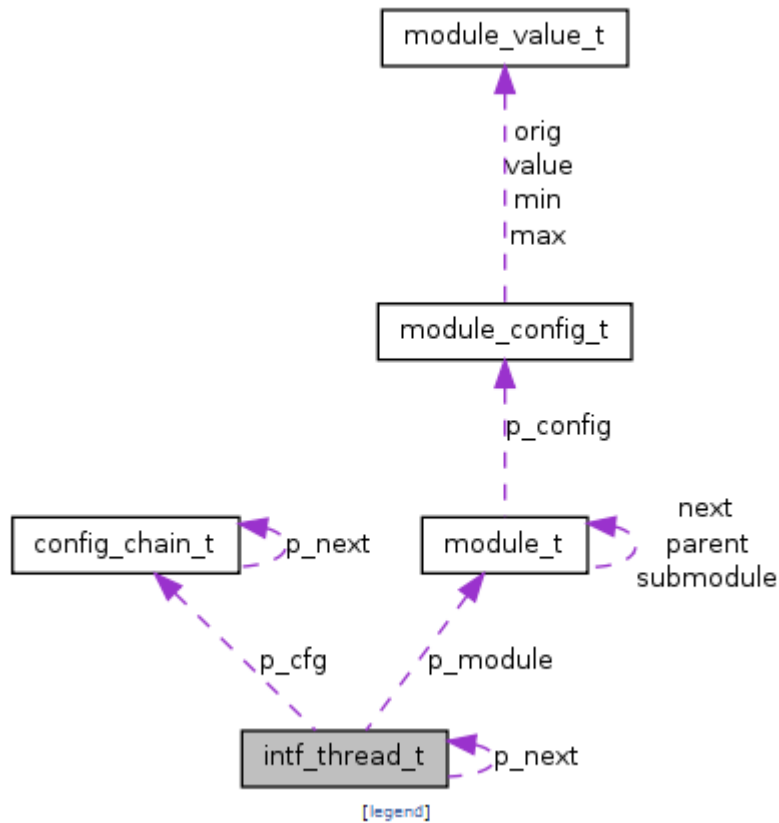 module_value_t
orig
value
min
max
module_config_t
p_config
next
parent
submodule
config_chain_t
p_next
module_t
p_cfg
p_module
intf_thread_t
p_next
[legend]